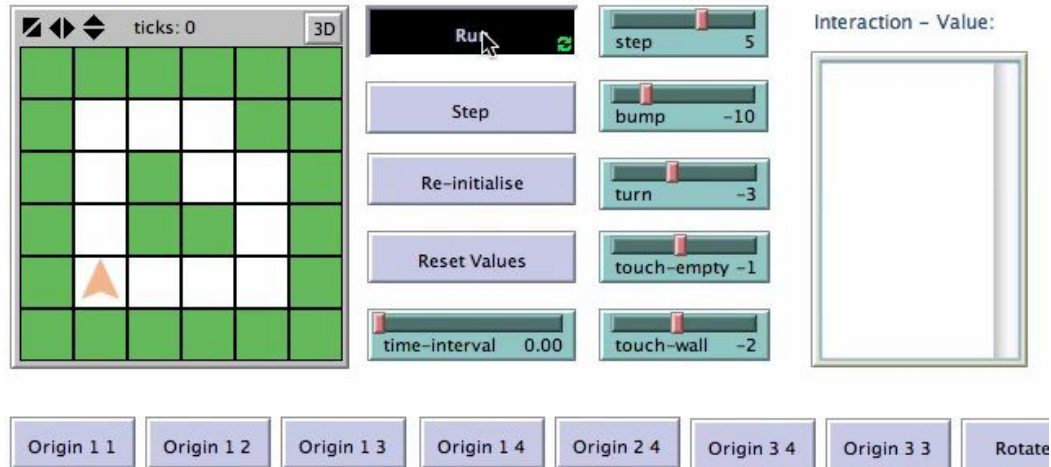 ticks: 0
3D
Run
step 5
Interaction - Value:
Step
bump -10
Re-initialise
turn -3
Reset Values
touch-empty -1
time-interval 0.00
touch-wall -2
Origin 1 1
Origin 1 2
Origin 1 3
Origin 1 4
Origin 2 4
Origin 3 4
Origin 3 3
Rotate